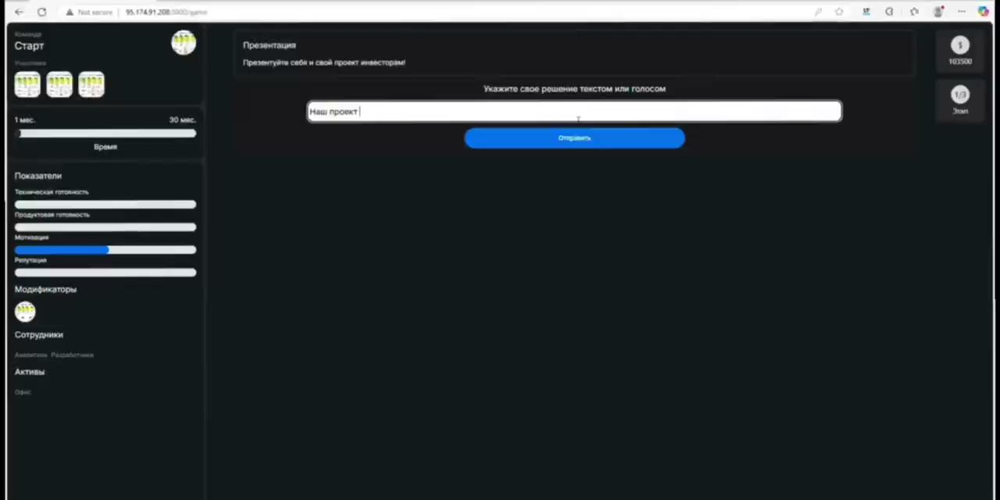 Not secure
95.174.91.208:5900/game
Команда
Старт
Участники
1 мес.
30 мес.
Время
Показатели
Техническая готовность
Продуктовая готовность
Мотивация
Репутация
Модификаторы
Сотрудники
Аналитики Разработчики
Активы
Офис
Презентация
Презентуйте себя и свой проект инвесторам!
Укажите свое решение текстом или голосом
Наш проект
Отправить
$
103500
1/3
Этап